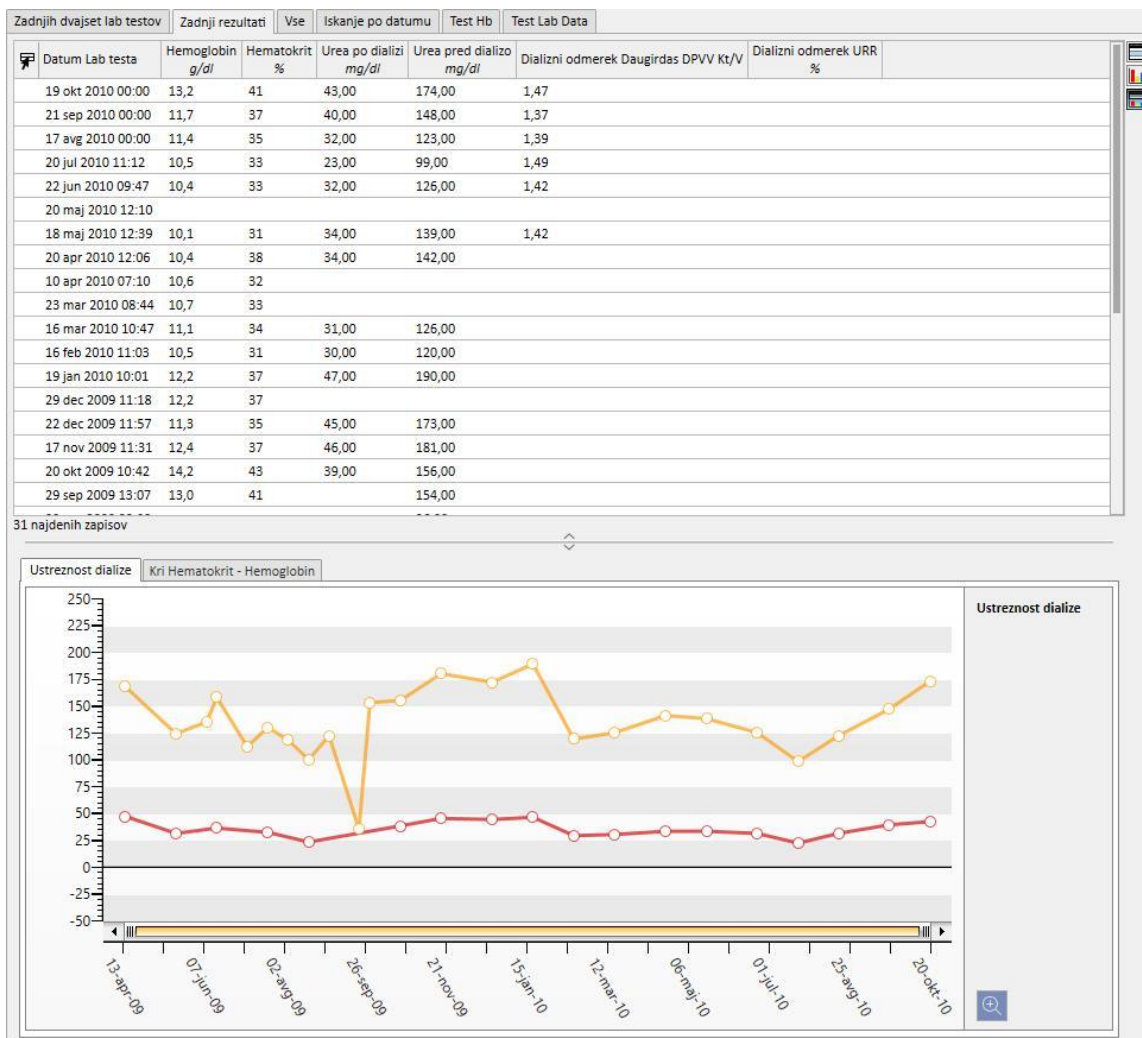 Zadnjih dvajset lab testov Zadnji rezultati Vse Iskanje po datumu Test Hb Test Lab Data
Datum Lab testa Hemoglobin g/dl Hematokrit % Urea po dializi mg/dl Urea pred dializo mg/dl Dializni odmerek Daugirdas DPVV Kt/V Dializni odmerek URR %
19 okt 2010 00:00 13,2 41 43,00 174,00 1,47
21 sep 2010 00:00 11,7 37 40,00 148,00 1,37
17 avg 2010 00:00 11,4 35 32,00 123,00 1,39
20 jul 2010 11:12 10,5 33 23,00 99,00 1,49
22 jun 2010 09:47 10,4 33 32,00 126,00 1,42
20 maj 2010 12:10
18 maj 2010 12:39 10,1 31 34,00 139,00 1,42
20 apr 2010 12:06 10,4 38 34,00 142,00
10 apr 2010 07:10 10,6 32
23 mar 2010 08:44 10,7 33
16 mar 2010 10:47 11,1 34 31,00 126,00
16 feb 2010 11:03 10,5 31 30,00 120,00
19 jan 2010 10:01 12,2 37 47,00 190,00
29 dec 2009 11:18 12,2 37
22 dec 2009 11:57 11,3 35 45,00 173,00
17 nov 2009 11:31 12,4 37 46,00 181,00
20 okt 2009 10:42 14,2 43 39,00 156,00
29 sep 2009 13:07 13,0 41 154,00
31 najdenih zapisov
Ustreznost dialize Kri Hematokrit - Hemoglobin
Ustreznost dialize
250
225
200
175
150
125
100
75
50
25
0
-25
-50
13-apr-09 07-jun-09 02-avg-09 26-sep-09 21-nov-09 15-jan-10 12-mar-10 06-maj-10 01-jul-10 25-avg-10 20-okt-10